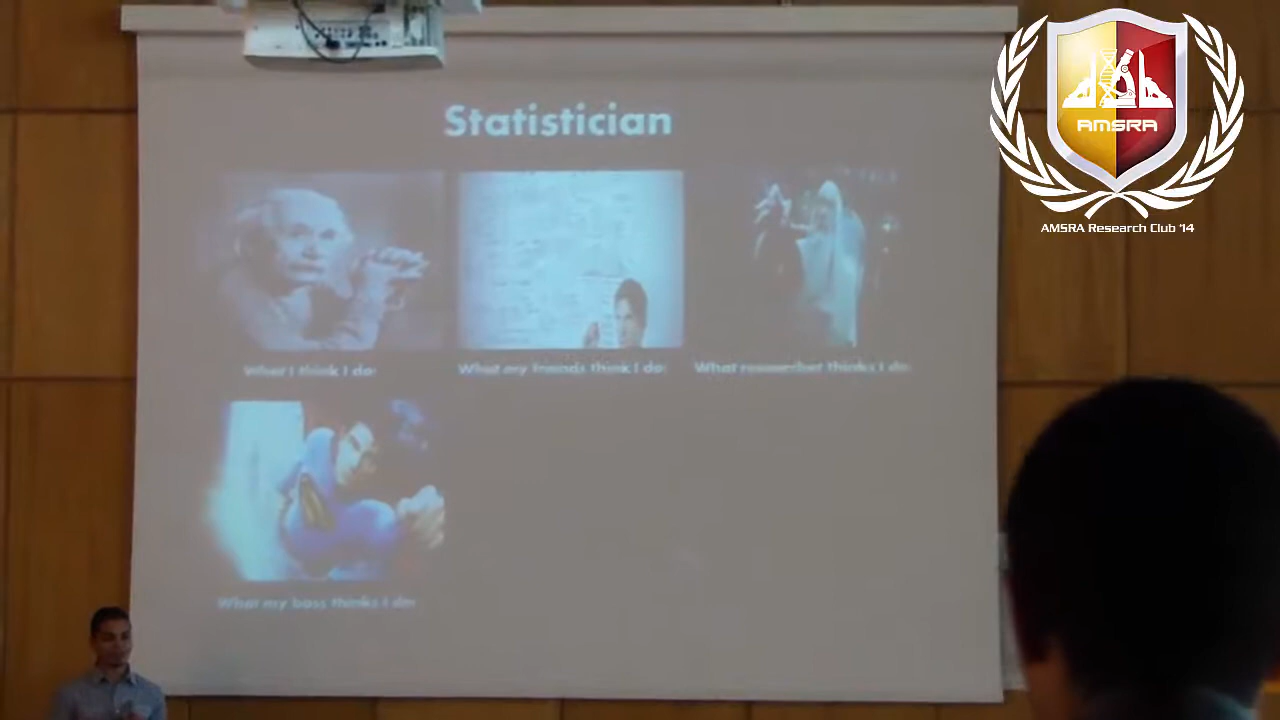 Statistician
What I think I do:
What my friends think I do:
What researcher thinks I do:
What my boss thinks I do:
AMSRA
AMSRA Research Club '14